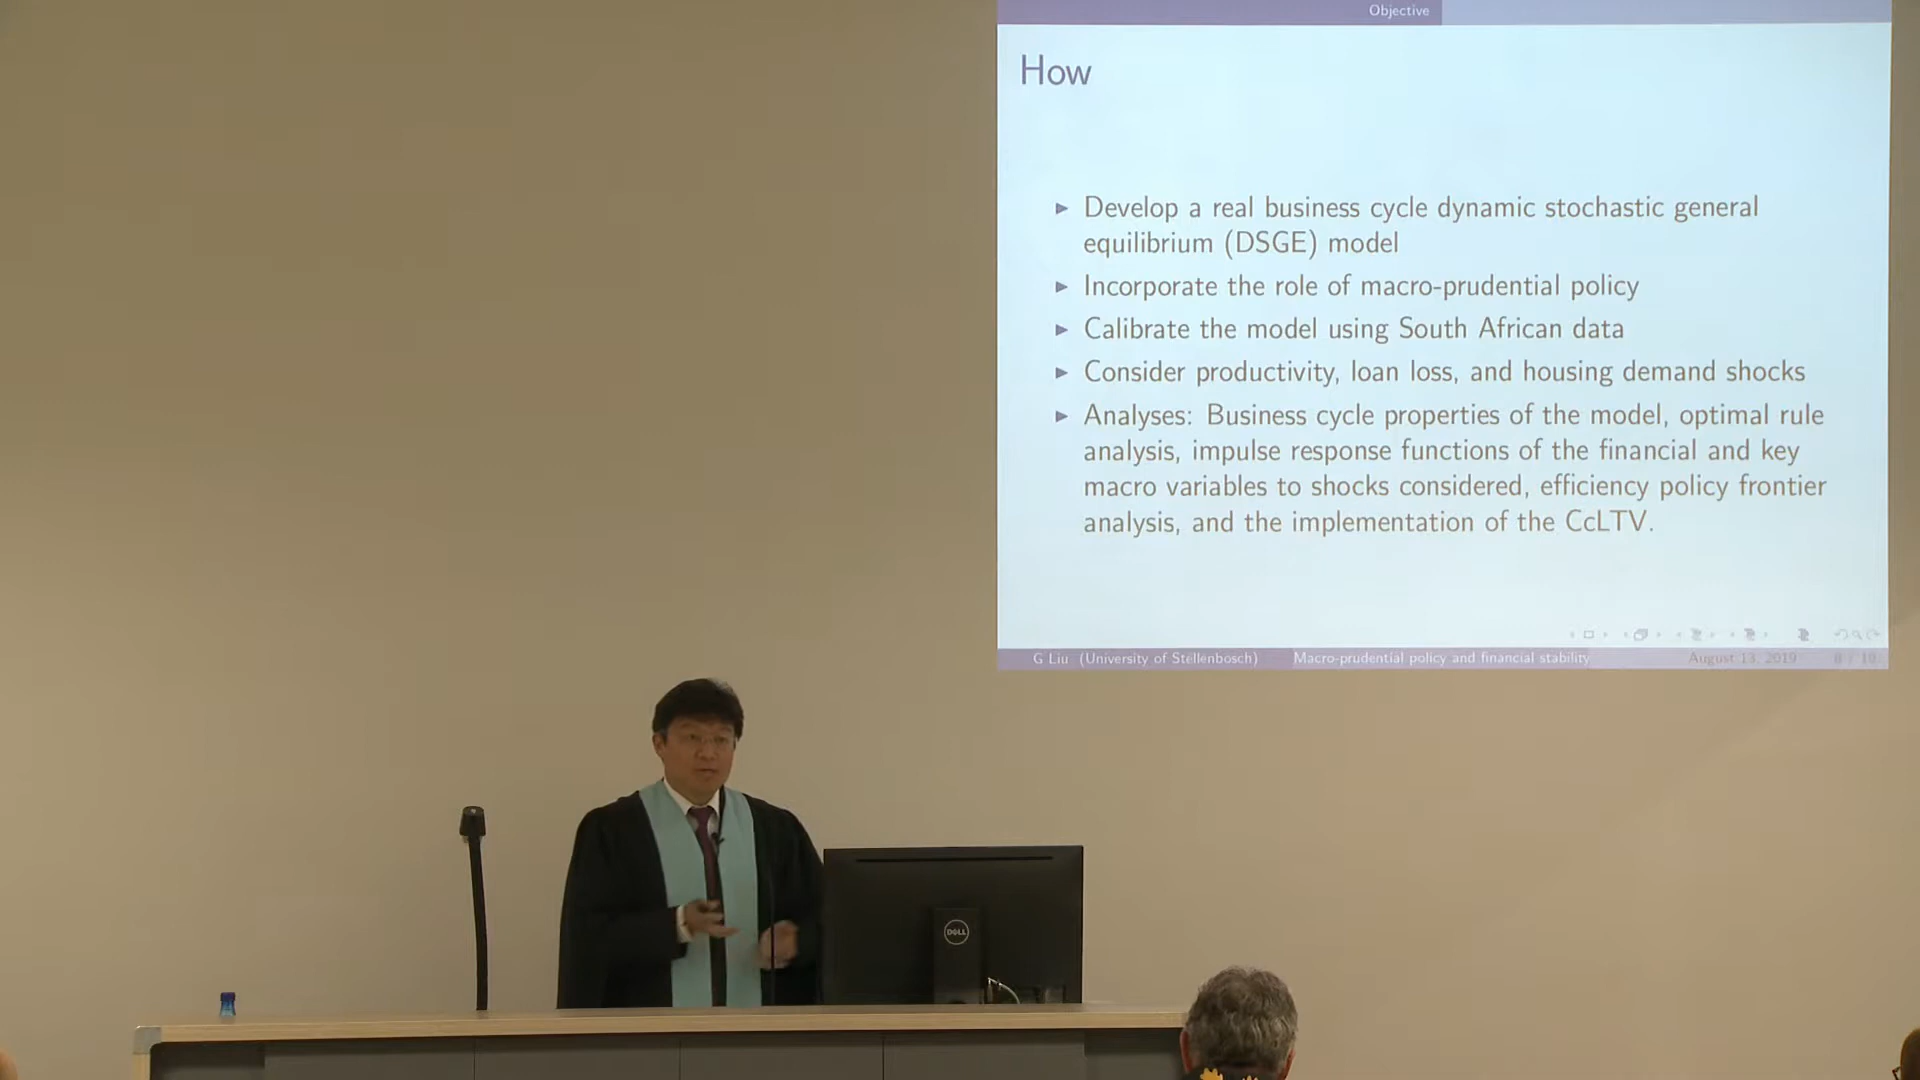 Objective
How
Develop a real business cycle dynamic stochastic general
equilibrium (DSGE) model
Incorporate the role of macro-prudential policy
Calibrate the model using South African data
Consider productivity, loan loss, and housing demand shocks
Analyses: Business cycle properties of the model, optimal rule
analysis, impulse response functions of the financial and key
macro variables to shocks considered, efficiency policy frontier
analysis, and the implementation of the CcLTV.
G Liu (University of Stellenbosch) Macro-prudential policy and financial stability August 13, 2019
DELL